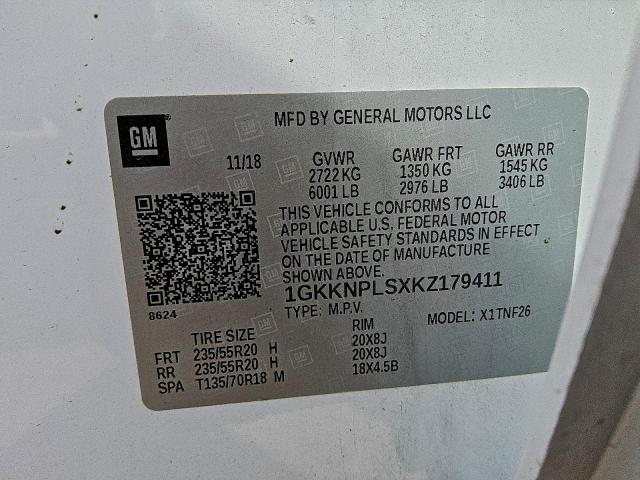 GM
MFD BY GENERAL MOTORS LLC
11/18 GVWR GAWR FRT GAWR RR
2722 KG 1350 KG 1545 KG
6001 LB 2976 LB 3406 LB
THIS VEHICLE CONFORMS TO ALL
APPLICABLE U.S. FEDERAL MOTOR
VEHICLE SAFETY STANDARDS IN EFFECT
ON THE DATE OF MANUFACTURE
SHOWN ABOVE.
1GKKNPLSXKZ179411
8624
TYPE: M.P.V. MODEL: X1TNF26
TIRE SIZE RIM
FRT 235/55R20 H 20X8J
RR 235/55R20 H 20X8J
SPA T135/70R18 M 18X4.5B